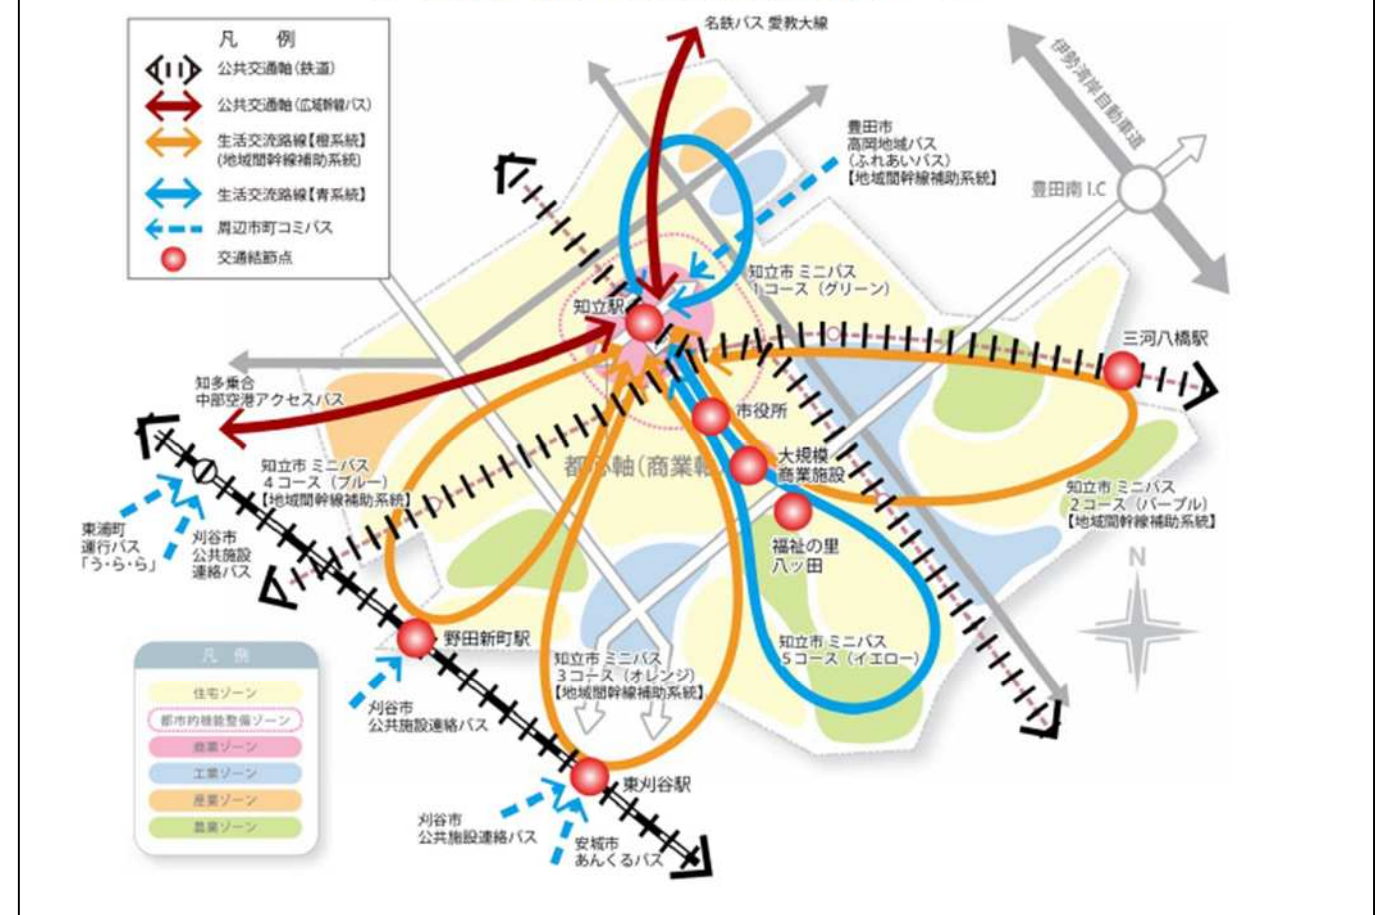 名鉄バス 愛教大線
凡　例
公共交通軸(鉄道)
公共交通軸(広域幹線バス)
生活交流路線【橙系統】
(地域間幹線補助系統)
生活交流路線【青系統】
周辺市町コミバス
交通結節点
伊勢湾岸自動車道
豊田南 I.C
豊田市
高岡地域バス
(ふれあいバス)
【地域間幹線補助系統】
知立市 ミニバス
1コース (グリーン)
知立駅
三河八橋駅
知多乗合
中部空港アクセスバス
市役所
大規模
商業施設
都心軸(商業軸
知立市 ミニバス
4コース (ブルー)
【地域間幹線補助系統】
知立市 ミニバス
2コース (パープル)
【地域間幹線補助系統】
東浦町
運行バス
「う・ら・ら」
刈谷市
公共施設
連絡バス
福祉の里
八ッ田
N
野田新町駅
知立市 ミニバス
5コース (イエロー)
知立市 ミニバス
3コース (オレンジ)
【地域間幹線補助系統】
刈谷市
公共施設連絡バス
凡　例
住宅ゾーン
都市的機能整備ゾーン
商業ゾーン
工業ゾーン
産業ゾーン
農業ゾーン
東刈谷駅
刈谷市
公共施設連絡バス
安城市
あんくるバス